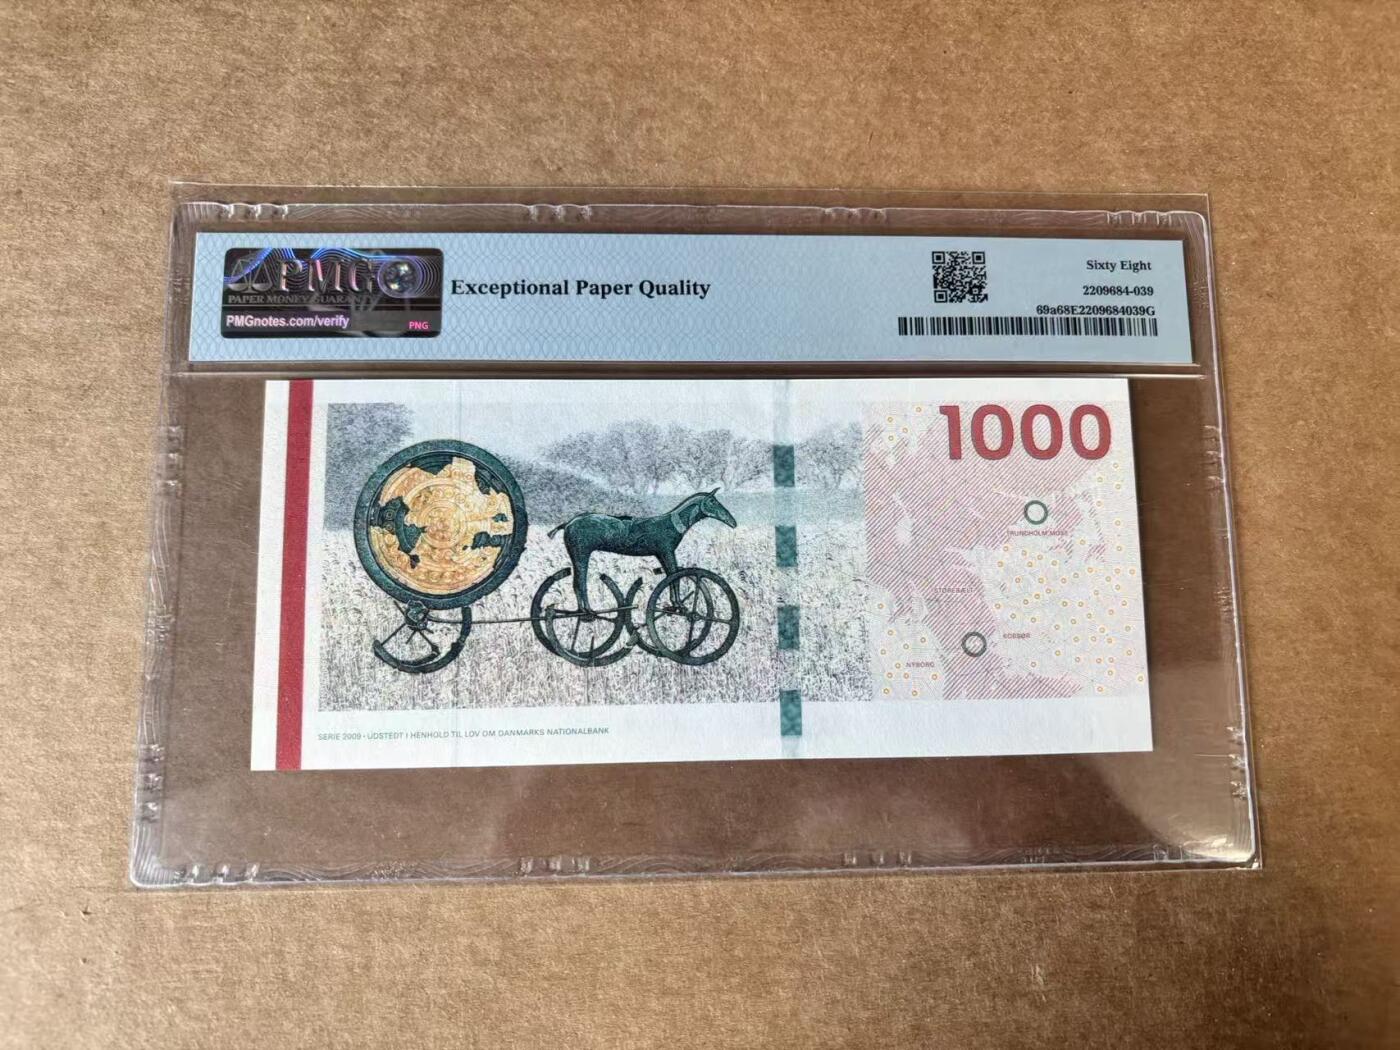 PMG
PAPER MONEY GUARANTY
PMGnotes.com/verify
PNG
Exceptional Paper Quality
Sixty Eight
2209684-039
69a68E2209684039G
1000
TRUNDHOLM MOSE
STOREBÆLT
KORSØR
NYBORG
SERIE 2009 · UDSTEDT I HENHOLD TIL LOV OM DANMARKS NATIONALBANK